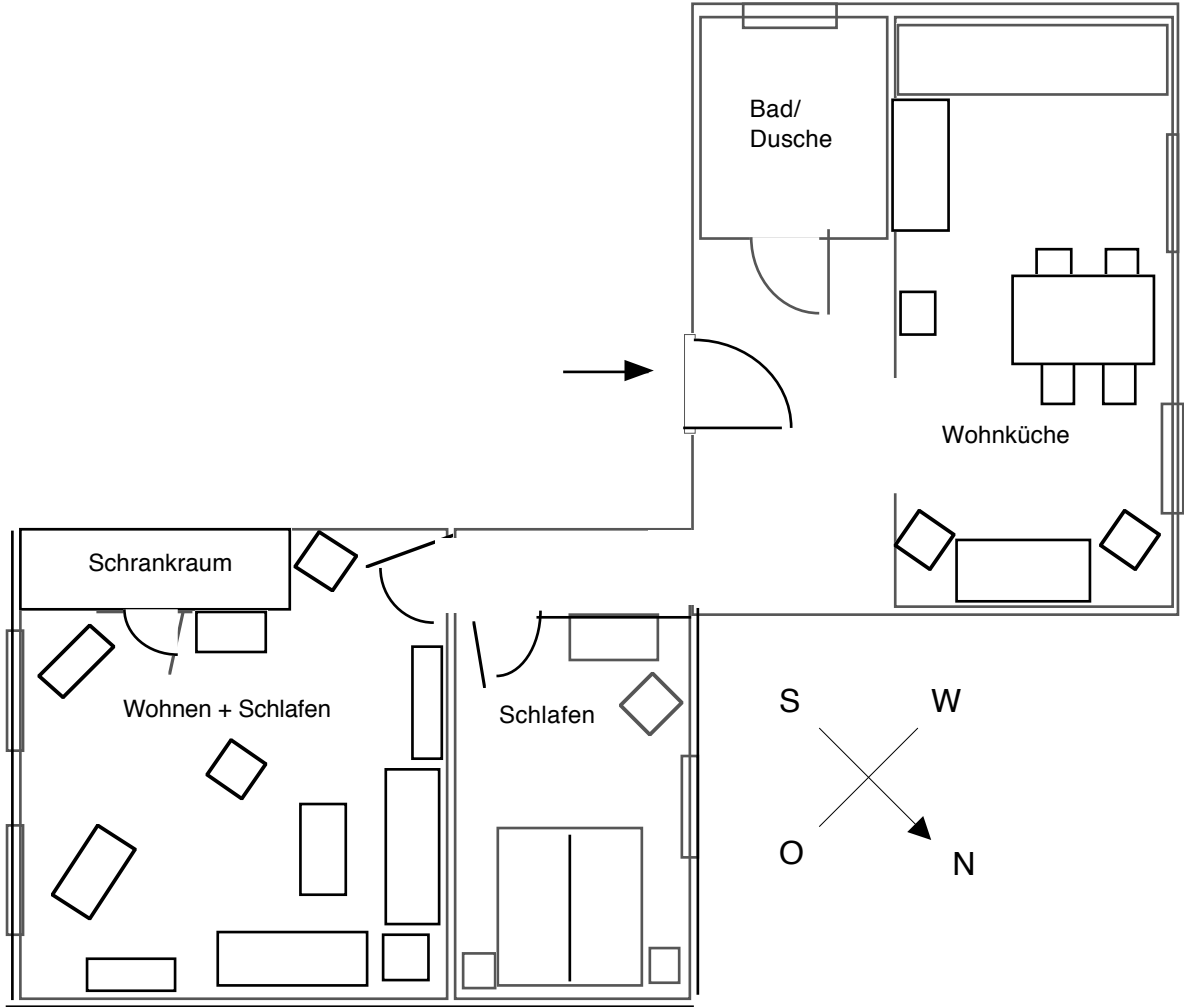 Bad/
Dusche
Wohnküche
Schrankraum
Wohnen + Schlafen
Schlafen
S
W
O
N